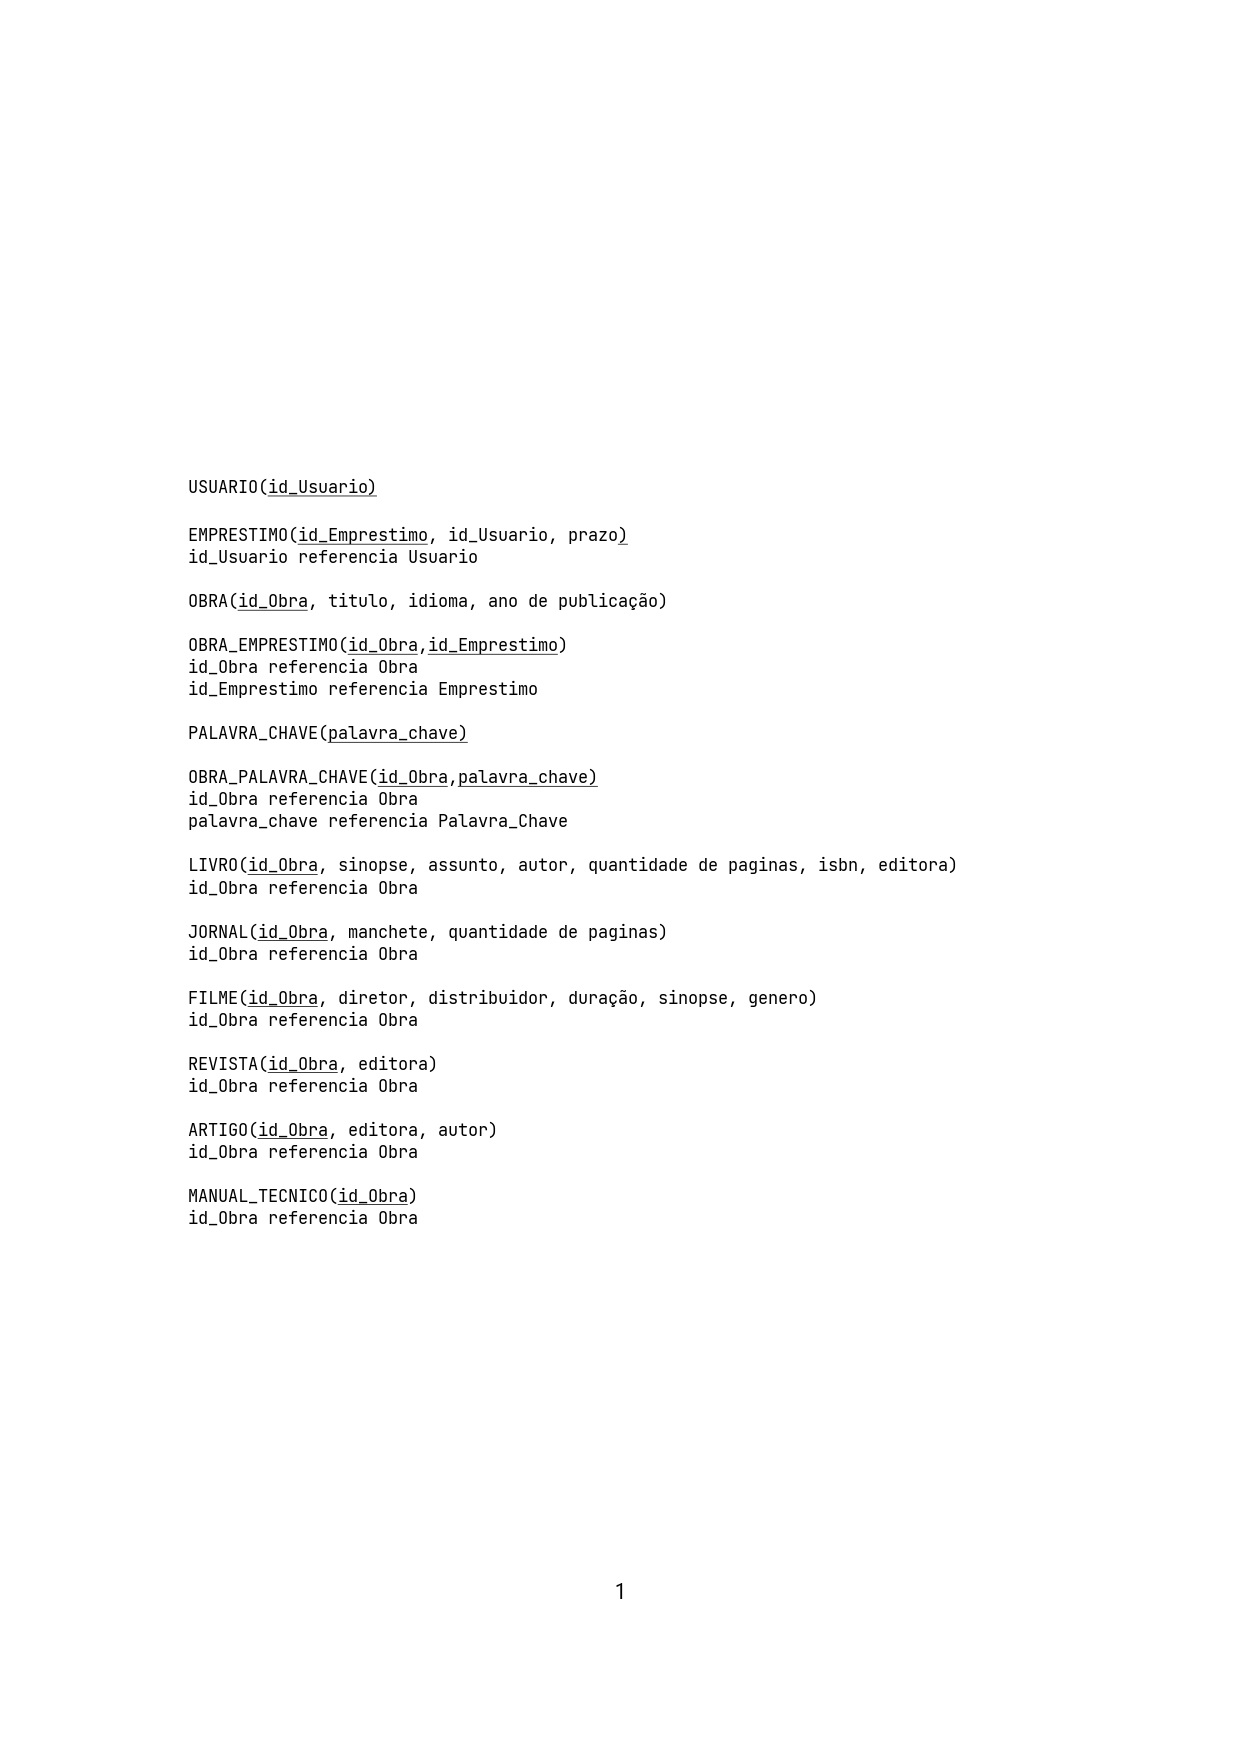 USUARIO(id_Usuario)
EMPRESTIMO(id_Emprestimo, id_Usuario, prazo)
id_Usuario referencia Usuario
OBRA(id_Obra, titulo, idioma, ano de publicação)
OBRA_EMPRESTIMO(id_Obra,id_Emprestimo)
id_Obra referencia Obra
id_Emprestimo referencia Emprestimo
PALAVRA_CHAVE(palavra_chave)
OBRA_PALAVRA_CHAVE(id_Obra,palavra_chave)
id_Obra referencia Obra
palavra_chave referencia Palavra_Chave
LIVRO(id_Obra, sinopse, assunto, autor, quantidade de paginas, isbn, editora)
id_Obra referencia Obra
JORNAL(id_Obra, manchete, quantidade de paginas)
id_Obra referencia Obra
FILME(id_Obra, diretor, distribuidor, duração, sinopse, genero)
id_Obra referencia Obra
REVISTA(id_Obra, editora)
id_Obra referencia Obra
ARTIGO(id_Obra, editora, autor)
id_Obra referencia Obra
MANUAL_TECNICO(id_Obra)
id_Obra referencia Obra
1